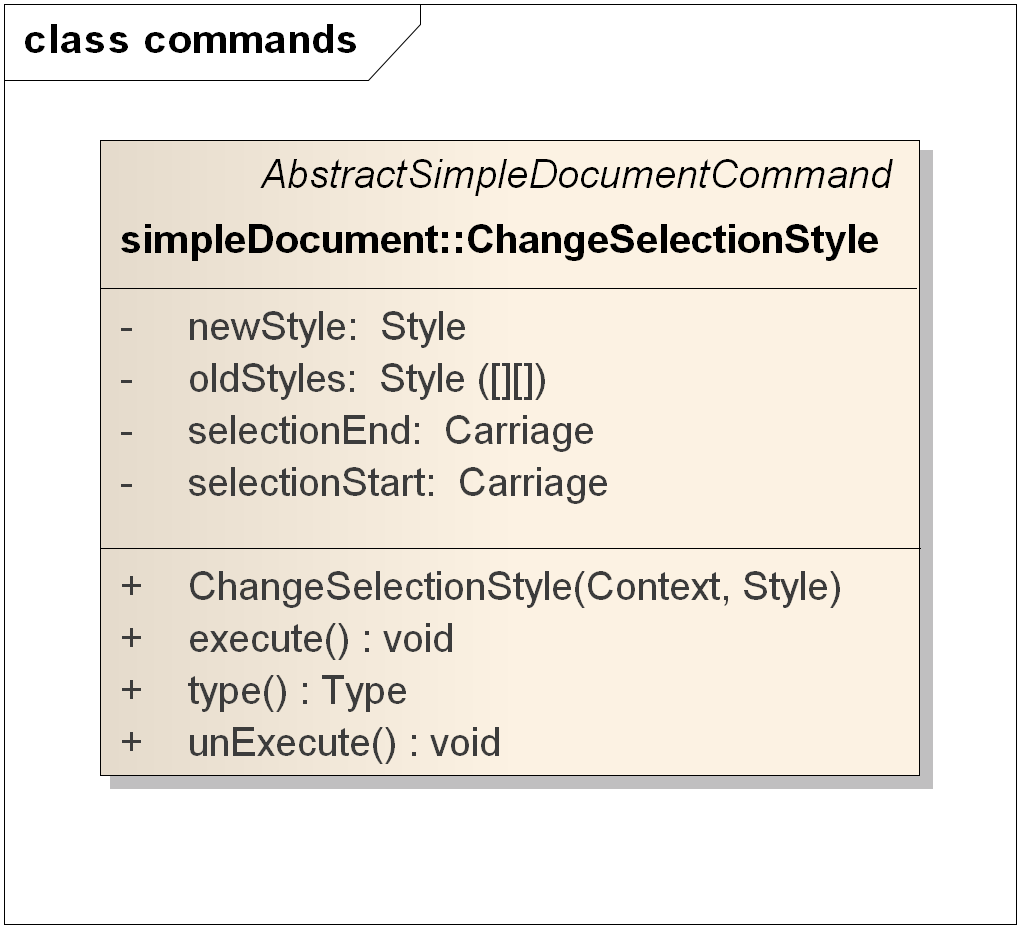 class commands
AbstractSimpleDocumentCommand
simpleDocument::ChangeSelectionStyle
- newStyle: Style
- oldStyles: Style ([][])
- selectionEnd: Carriage
- selectionStart: Carriage
+ ChangeSelectionStyle(Context, Style)
+ execute() : void
+ type() : Type
+ unExecute() : void